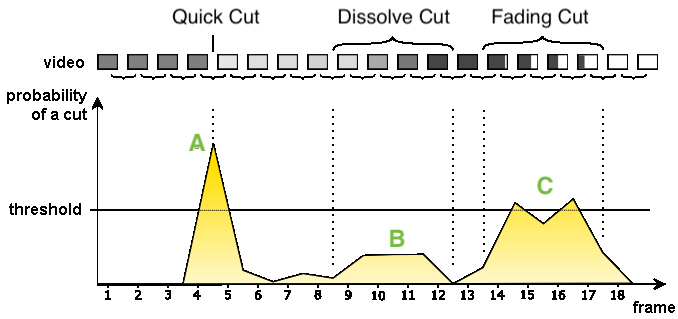 Quick Cut
Dissolve Cut
Fading Cut
video
probability
of a cut
A
B
C
threshold
1 2 3 4 5 6 7 8 9 10 11 12 13 14 15 16 17 18
frame